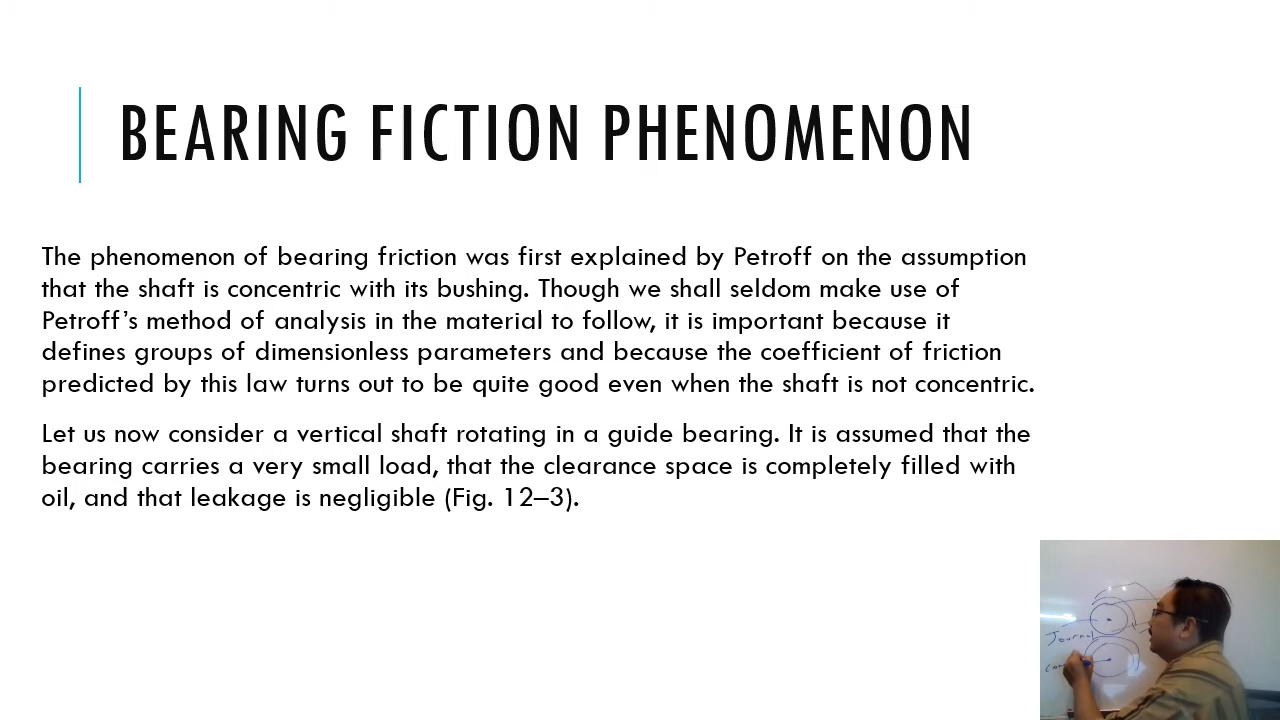 BEARING FICTION PHENOMENON
The phenomenon of bearing friction was first explained by Petroff on the assumption
that the shaft is concentric with its bushing. Though we shall seldom make use of
Petroff’s method of analysis in the material to follow, it is important because it
defines groups of dimensionless parameters and because the coefficient of friction
predicted by this law turns out to be quite good even when the shaft is not concentric.
Let us now consider a vertical shaft rotating in a guide bearing. It is assumed that the
bearing carries a very small load, that the clearance space is completely filled with
oil, and that leakage is negligible (Fig. 12–3).
Journal